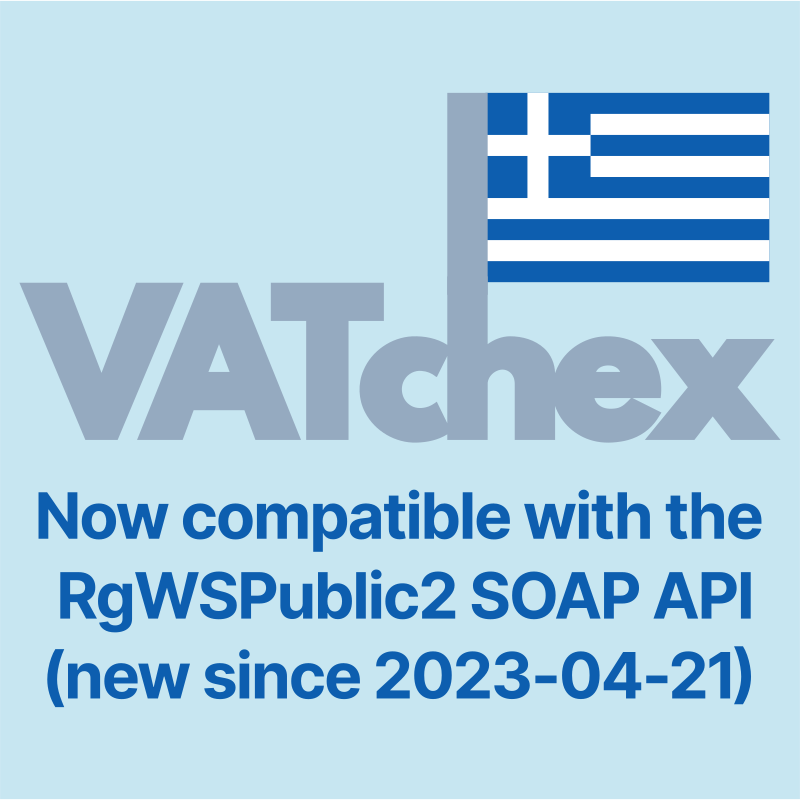 VATchex
Now compatible with the
RgWSPublic2 SOAP API
(new since 2023-04-21)